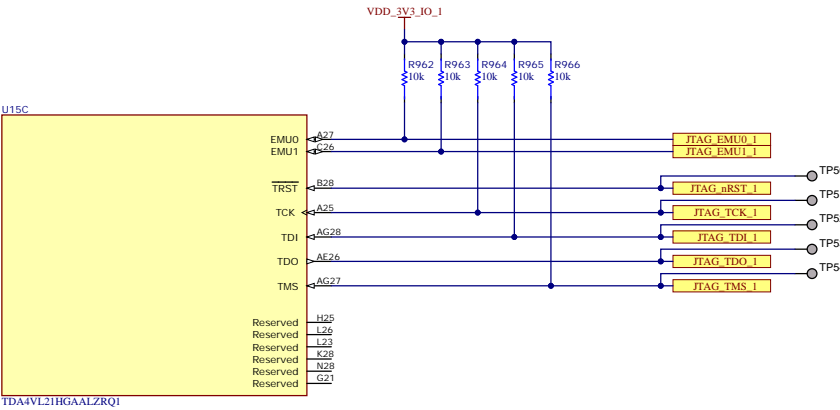 VDD_3V3_IO_1
R962 R963 R964 R965 R966
10k 10k 10k 10k 10k
U15C
EMU0 A27 JTAG_EMU0_1
EMU1 C26 JTAG_EMU1_1
TP5
TRST B28 JTAG_nRST_1
TP5
TCK A25 JTAG_TCK_1
TP5
TDI AG28 JTAG_TDI_1
TP5
TDO AE26 JTAG_TDO_1
TP5
TMS AG27 JTAG_TMS_1
Reserved H25
Reserved L26
Reserved L23
Reserved K28
Reserved N28
Reserved G21
TDA4VL21HGAALZRQ1